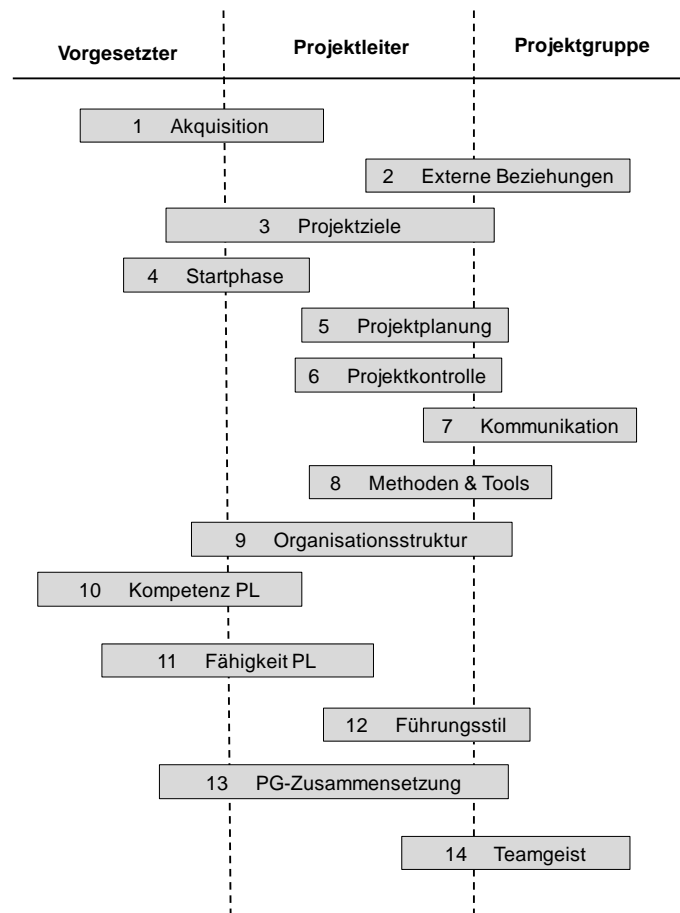 Vorgesetzter Projektleiter Projektgruppe
1 Akquisition
2 Externe Beziehungen
3 Projektziele
4 Startphase
5 Projektplanung
6 Projektkontrolle
7 Kommunikation
8 Methoden & Tools
9 Organisationsstruktur
10 Kompetenz PL
11 Fähigkeit PL
12 Führungsstil
13 PG-Zusammensetzung
14 Teamgeist